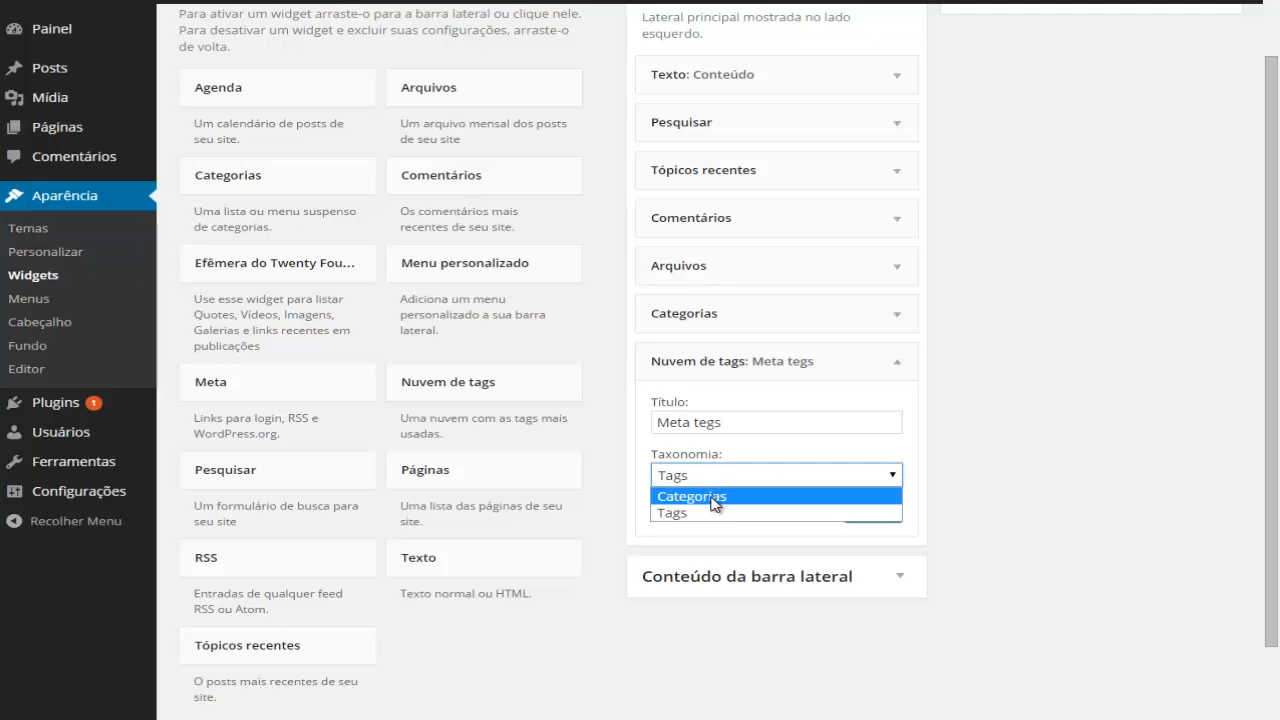 Painel
Posts
Mídia
Páginas
Comentários
Aparência
Temas
Personalizar
Widgets
Menus
Cabeçalho
Fundo
Editor
Plugins 1
Usuários
Ferramentas
Configurações
Recolher Menu
Para ativar um widget arraste-o para a barra lateral ou clique nele.
Para desativar um widget e excluir suas configurações, arraste-o
de volta.
Agenda
Um calendário de posts de
seu site.
Arquivos
Um arquivo mensal dos posts
de seu site
Categorias
Uma lista ou menu suspenso
de categorias.
Comentários
Os comentários mais
recentes de seu site.
Efêmera do Twenty Fou...
Use esse widget para listar
Quotes, Vídeos, Imagens,
Galerias e links recentes em
publicações
Menu personalizado
Adiciona um menu
personalizado a sua barra
lateral.
Meta
Links para login, RSS e
WordPress.org.
Nuvem de tags
Uma nuvem com as tags mais
usadas.
Pesquisar
Um formulário de busca para
seu site
Páginas
Uma lista das páginas de seu
site.
RSS
Entradas de qualquer feed
RSS ou Atom.
Texto
Texto normal ou HTML.
Tópicos recentes
O posts mais recentes de seu
site.
Lateral principal mostrada no lado
esquerdo.
Texto: Conteúdo
Pesquisar
Tópicos recentes
Comentários
Arquivos
Categorias
Nuvem de tags: Meta tegs
Título:
Meta tegs
Taxonomia:
Tags
Categorias
Tags
Conteúdo da barra lateral